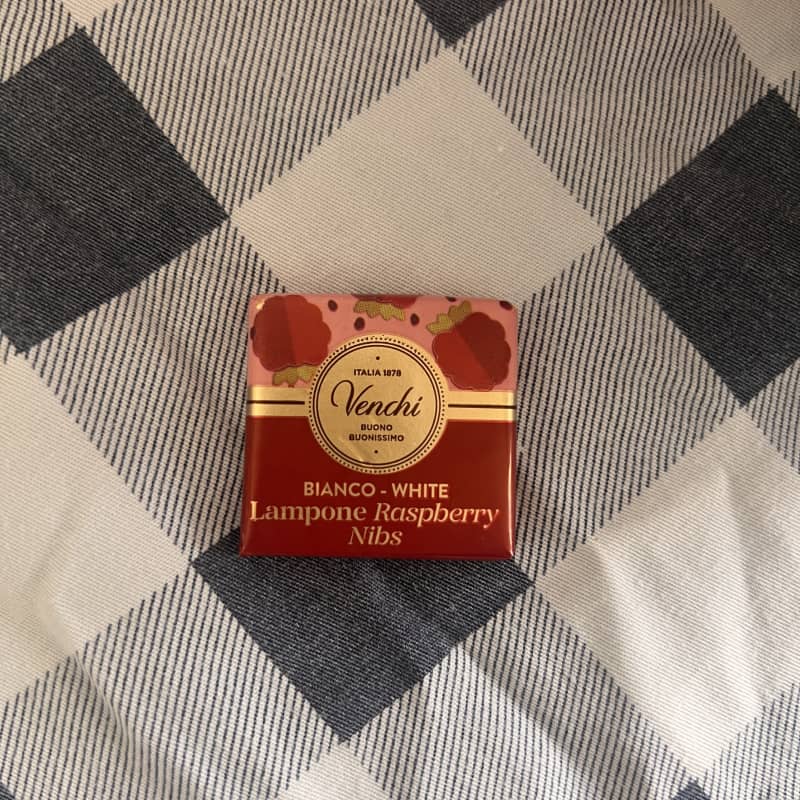 ITALIA 1878
Venchi
BUONO
BUONISSIMO
BIANCO - WHITE
Lampone Raspberry
Nibs